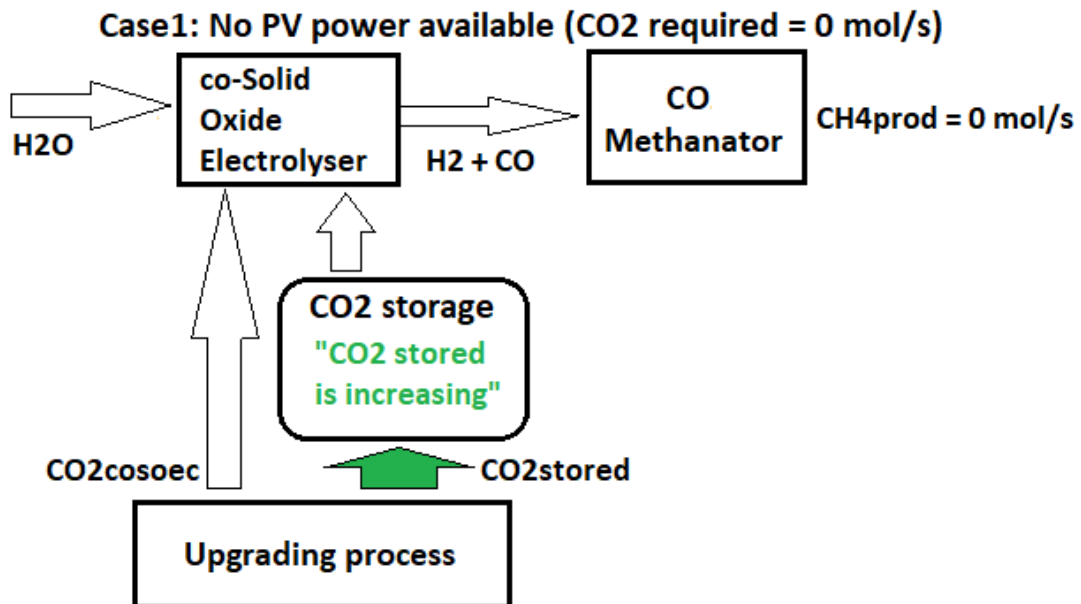 Case1: No PV power available (CO2 required = 0 mol/s)
co-Solid
Oxide
Electrolyser
H2O
H2 + CO
CO
Methanator
CH4prod = 0 mol/s
CO2 storage
"CO2 stored
is increasing"
CO2cosoec
CO2stored
Upgrading process